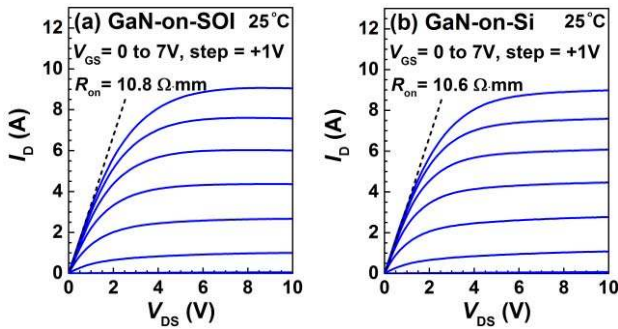 (a) GaN-on-SOI 25°C
V_GS = 0 to 7V, step = +1V
R_on = 10.8 Ω·mm
I_D (A)
12
10
8
6
4
2
0
0 2 4 6 8 10
V_DS (V)
(b) GaN-on-Si 25°C
V_GS = 0 to 7V, step = +1V
R_on = 10.6 Ω·mm
I_D (A)
12
10
8
6
4
2
0
0 2 4 6 8 10
V_DS (V)